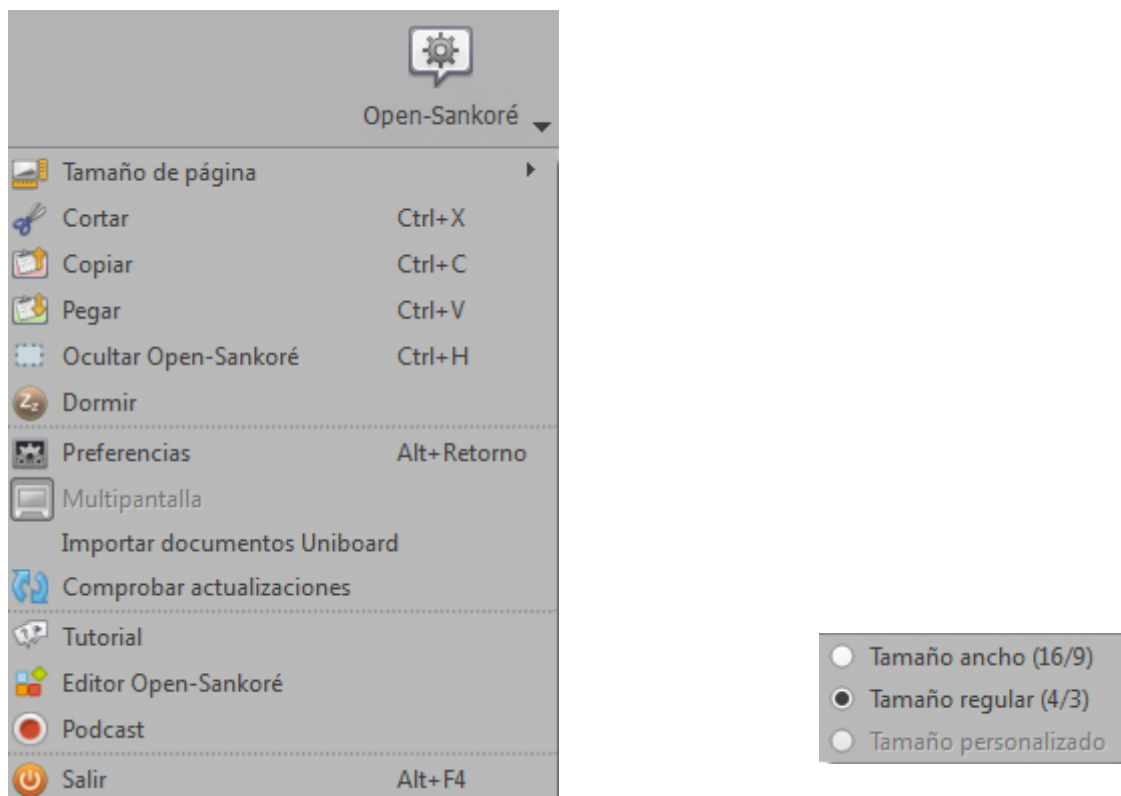 Open-Sankoré
Tamaño de página
Cortar Ctrl+X
Copiar Ctrl+C
Pegar Ctrl+V
Ocultar Open-Sankoré Ctrl+H
Dormir
Preferencias Alt+Retorno
Multipantalla
Importar documentos Uniboard
Comprobar actualizaciones
Tutorial
Editor Open-Sankoré
Podcast
Salir Alt+F4
Tamaño ancho (16/9)
Tamaño regular (4/3)
Tamaño personalizado